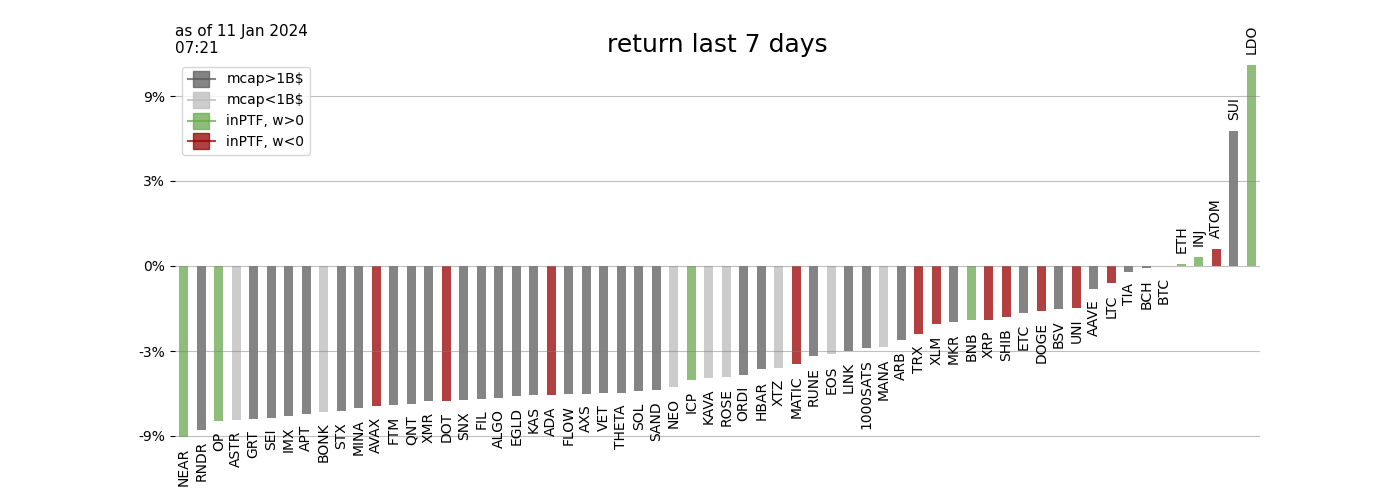 as of 11 Jan 2024
07:21
return last 7 days
mcap>1B$
mcap<1B$
inPTF, w>0
inPTF, w<0
9%
3%
0%
-3%
-9%
NEAR
RNDR
OP
ASTR
GRT
SEI
IMX
APT
BONK
STX
MINA
AVAX
FTM
QNT
XMR
DOT
SNX
FIL
ALGO
EGLD
KAS
ADA
FLOW
AXS
VET
THETA
SOL
SAND
NEO
ICP
KAVA
ROSE
ORDI
HBAR
XTZ
MATIC
RUNE
EOS
LINK
1000SATS
MANA
ARB
TRX
XLM
MKR
BNB
XRP
SHIB
ETC
DOGE
BSV
UNI
AAVE
LTC
TIA
BCH
BTC
ETH
INJ
ATOM
SUI
LDO